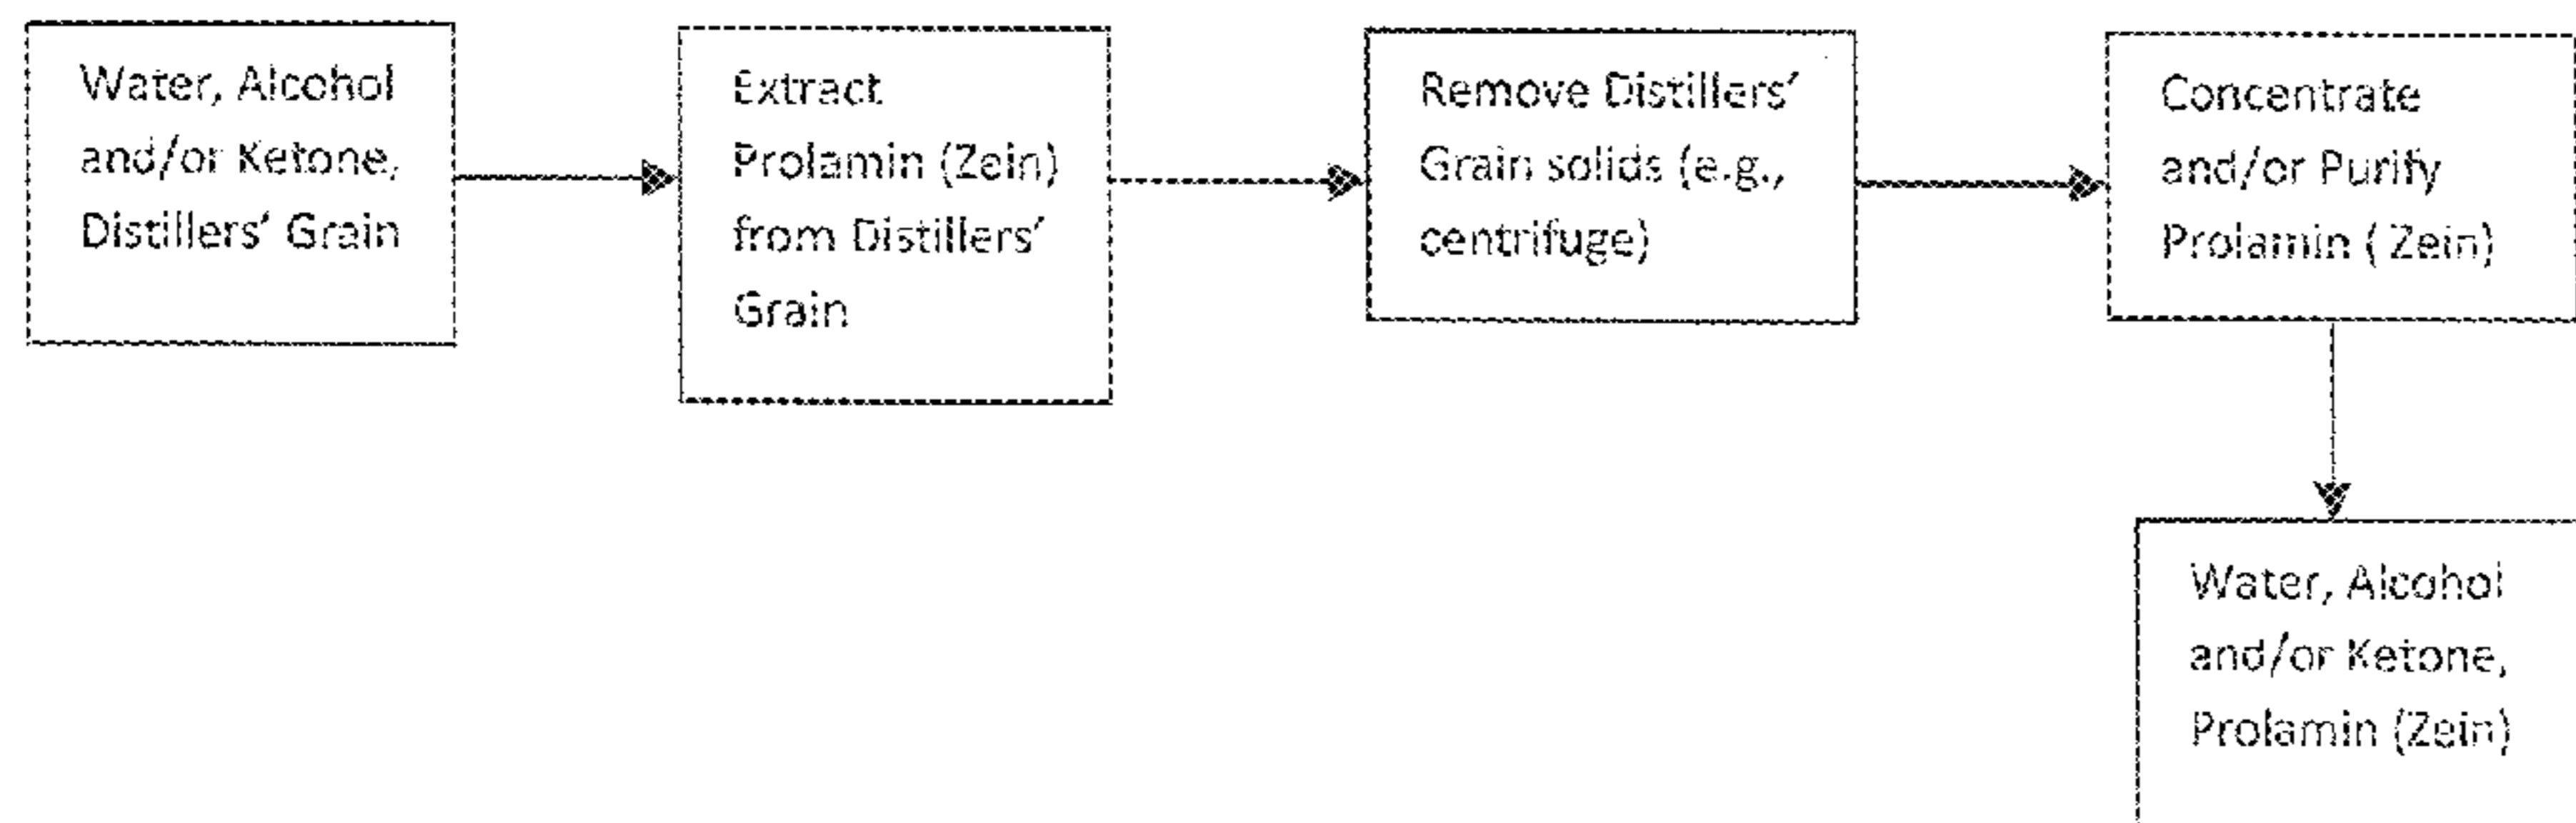 Water, Alcohol
and/or Ketone,
Distillers' Grain
Extract
Prolamin (Zein)
from Distillers'
Grain
Remove Distillers'
Grain solids (e.g.,
centrifuge)
Concentrate
and/or Purify
Prolamin ( Zein)
Water, Alcohol
and/or Ketone,
Prolamin (Zein)